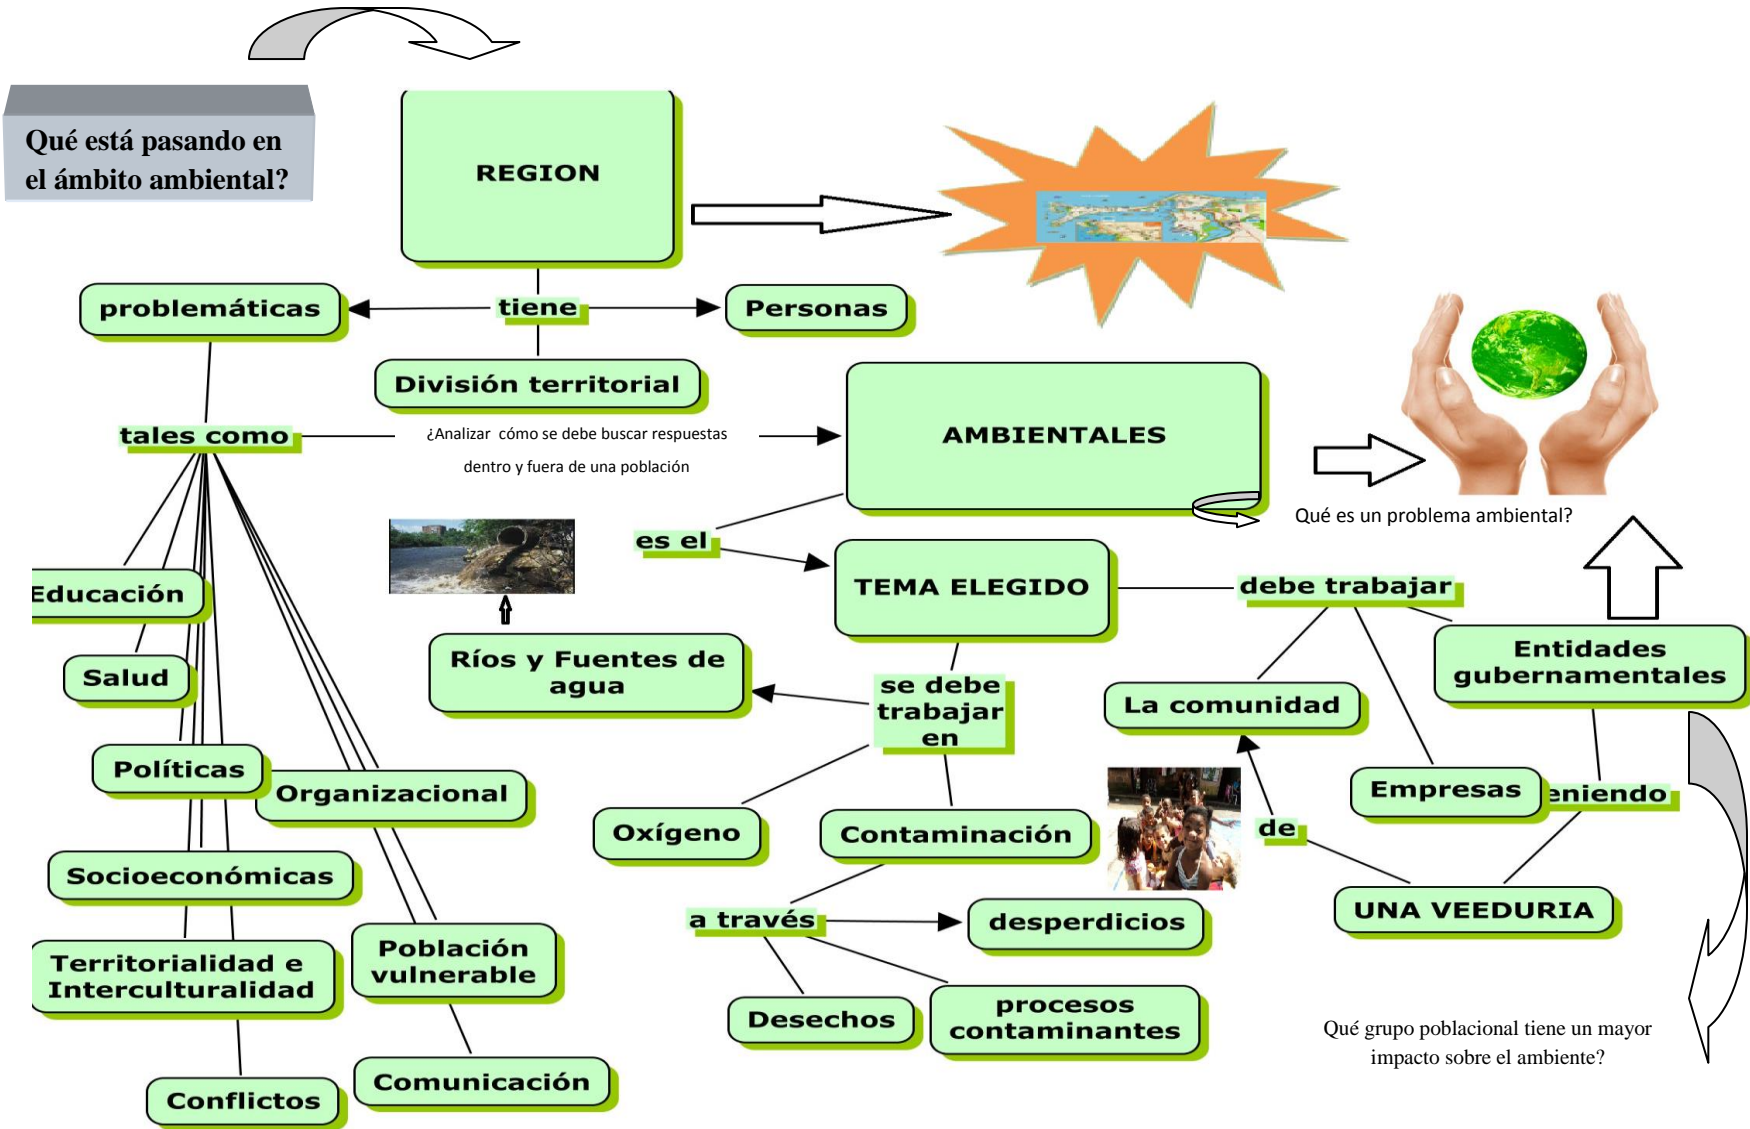 Qué está pasando en
el ámbito ambiental?
REGION
problemáticas
tiene
Personas
División territorial
tales como
¿Analizar cómo se debe buscar respuestas
dentro y fuera de una población
AMBIENTALES
Qué es un problema ambiental?
es el
TEMA ELEGIDO
debe trabajar
Educación
Salud
Ríos y Fuentes de
agua
se debe
trabajar
en
La comunidad
Entidades
gubernamentales
Políticas
Organizacional
Oxígeno
Contaminación
Empresas
eniendo
de
Socioeconómicas
a través
desperdicios
UNA VEEDURIA
Territorialidad e
Interculturalidad
Población
vulnerable
Desechos
procesos
contaminantes
Qué grupo poblacional tiene un mayor
impacto sobre el ambiente?
Conflictos
Comunicación